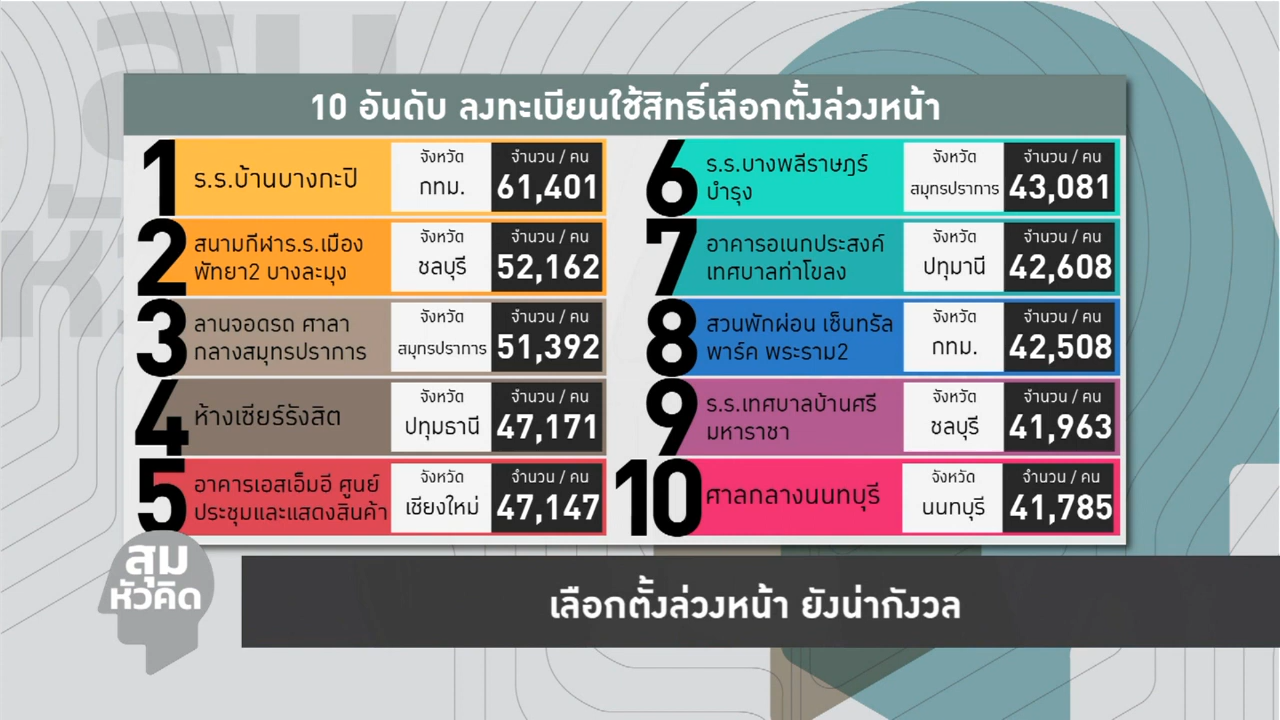 10 อันดับ ลงทะเบียนใช้สิทธิ์เลือกตั้งล่วงหน้า
1
ร.ร.บ้านบางกะปิ
จังหวัด
กทม.
จำนวน / คน
61,401
2
สนามกีฬาร.ร.เมือง
พัทยา2 บางละมุง
จังหวัด
ชลบุรี
จำนวน / คน
52,162
3
ลานจอดรถ ศาลา
กลางสมุทรปราการ
จังหวัด
สมุทรปราการ
จำนวน / คน
51,392
4
ห้างเซียร์รังสิต
จังหวัด
ปทุมธานี
จำนวน / คน
47,171
5
อาคารเอสเอ็มอี ศูนย์
ประชุมและแสดงสินค้า
จังหวัด
เชียงใหม่
จำนวน / คน
47,147
6
ร.ร.บางพลีราษฎร์
บำรุง
จังหวัด
สมุทรปราการ
จำนวน / คน
43,081
7
อาคารอเนกประสงค์
เทศบาลท่าโขลง
จังหวัด
ปทุมานี
จำนวน / คน
42,608
8
สวนพักผ่อน เซ็นทรัล
พาร์ค พระราม2
จังหวัด
กทม.
จำนวน / คน
42,508
9
ร.ร.เทศบาลบ้านศรี
มหาราชา
จังหวัด
ชลบุรี
จำนวน / คน
41,963
10
ศาลกลางนนทบุรี
จังหวัด
นนทบุรี
จำนวน / คน
41,785
สุม
หัวคิด
เลือกตั้งล่วงหน้า ยังน่ากังวล